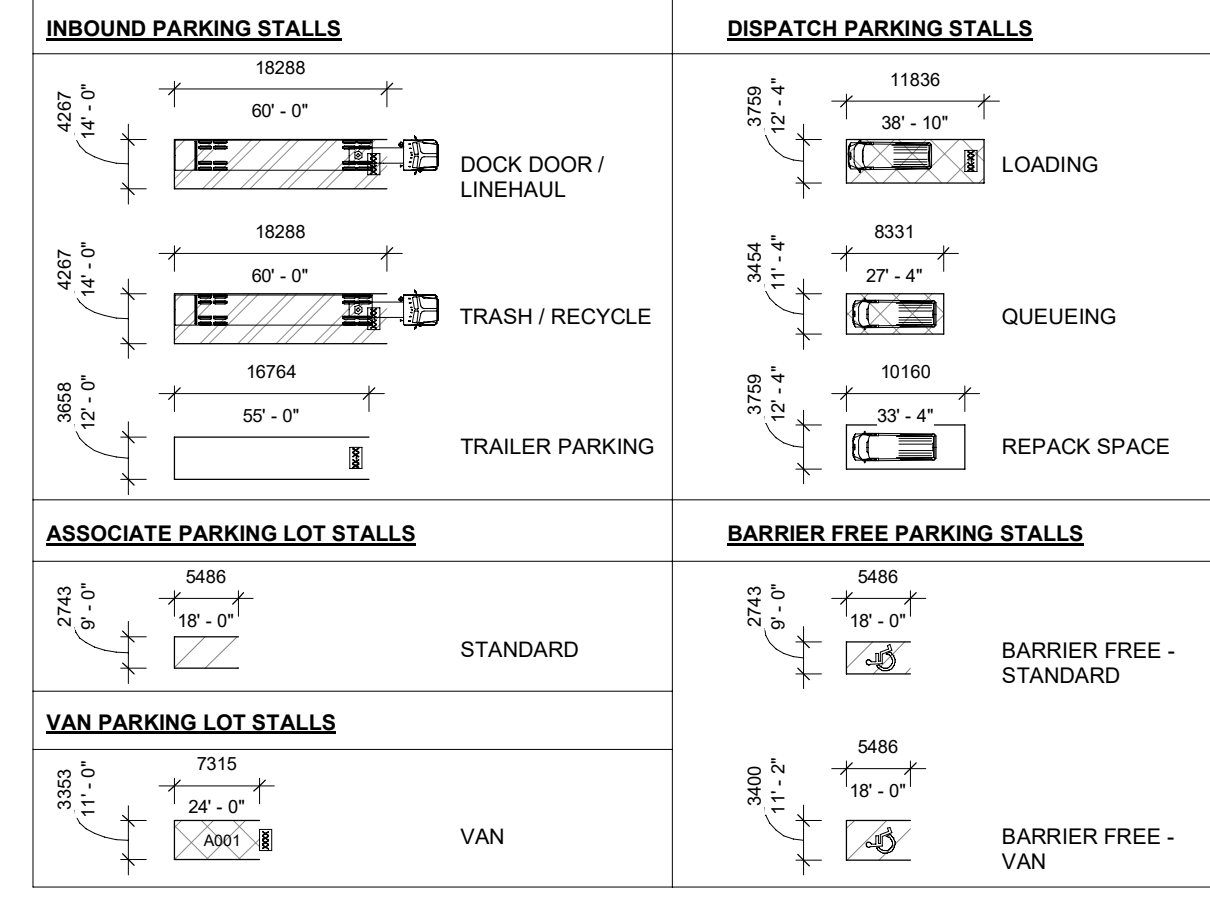 INBOUND PARKING STALLS
18288
60' - 0"
4267
14' - 0"
DOCK DOOR /
LINEHAUL
18288
60' - 0"
4267
14' - 0"
TRASH / RECYCLE
16764
55' - 0"
3658
12' - 0"
XX-XX
TRAILER PARKING
DISPATCH PARKING STALLS
11836
38' - 10"
3759
12' - 4"
LOADING
8331
27' - 4"
3454
11' - 4"
QUEUEING
10160
33' - 4"
3759
12' - 4"
REPACK SPACE
ASSOCIATE PARKING LOT STALLS
5486
18' - 0"
2743
9' - 0"
STANDARD
VAN PARKING LOT STALLS
7315
24' - 0"
3353
11' - 0"
A001
XXXX
VAN
BARRIER FREE PARKING STALLS
5486
18' - 0"
2743
9' - 0"
BARRIER FREE -
STANDARD
5486
18' - 0"
3400
11' - 2"
BARRIER FREE -
VAN